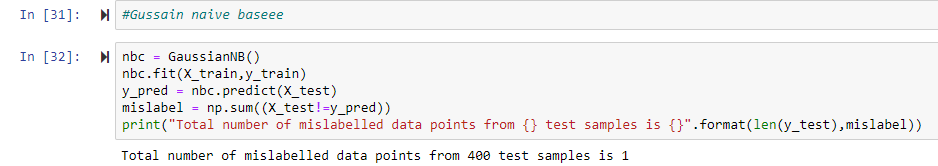 In [31]: #Gussain naive baseee
In [32]: nbc = GaussianNB()
nbc.fit(X_train,y_train)
y_pred = nbc.predict(X_test)
mislabel = np.sum((X_test!=y_pred))
print("Total number of mislabelled data points from {} test samples is {}".format(len(y_test),mislabel))
Total number of mislabelled data points from 400 test samples is 1